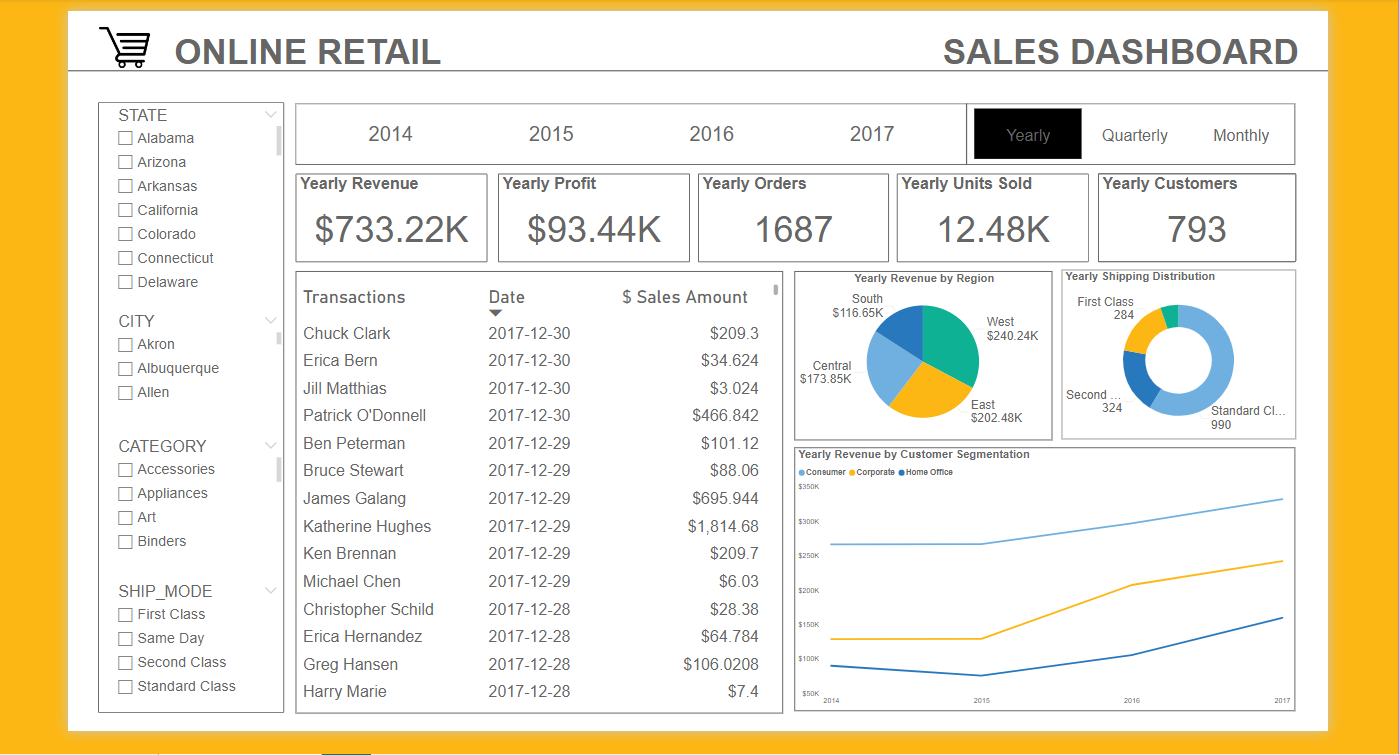 ONLINE RETAIL
SALES DASHBOARD
STATE
Alabama
Arizona
Arkansas
California
Colorado
Connecticut
Delaware
CITY
Akron
Albuquerque
Allen
CATEGORY
Accessories
Appliances
Art
Binders
SHIP_MODE
First Class
Same Day
Second Class
Standard Class
2014 2015 2016 2017
Yearly Quarterly Monthly
Yearly Revenue
$733.22K
Yearly Profit
$93.44K
Yearly Orders
1687
Yearly Units Sold
12.48K
Yearly Customers
793
Transactions Date $ Sales Amount
Chuck Clark 2017-12-30 $209.3
Erica Bern 2017-12-30 $34.624
Jill Matthias 2017-12-30 $3.024
Patrick O'Donnell 2017-12-30 $466.842
Ben Peterman 2017-12-29 $101.12
Bruce Stewart 2017-12-29 $88.06
James Galang 2017-12-29 $695.944
Katherine Hughes 2017-12-29 $1,814.68
Ken Brennan 2017-12-29 $209.7
Michael Chen 2017-12-29 $6.03
Christopher Schild 2017-12-28 $28.38
Erica Hernandez 2017-12-28 $64.784
Greg Hansen 2017-12-28 $106.0208
Harry Marie 2017-12-28 $7.4
Yearly Revenue by Region
South
$116.65K
West
$240.24K
Central
$173.85K
East
$202.48K
Yearly Shipping Distribution
First Class
284
Second ...
324
Standard Cl...
990
Yearly Revenue by Customer Segmentation
Consumer Corporate Home Office
$350K
$300K
$250K
$200K
$150K
$100K
$50K
2014 2015 2016 2017